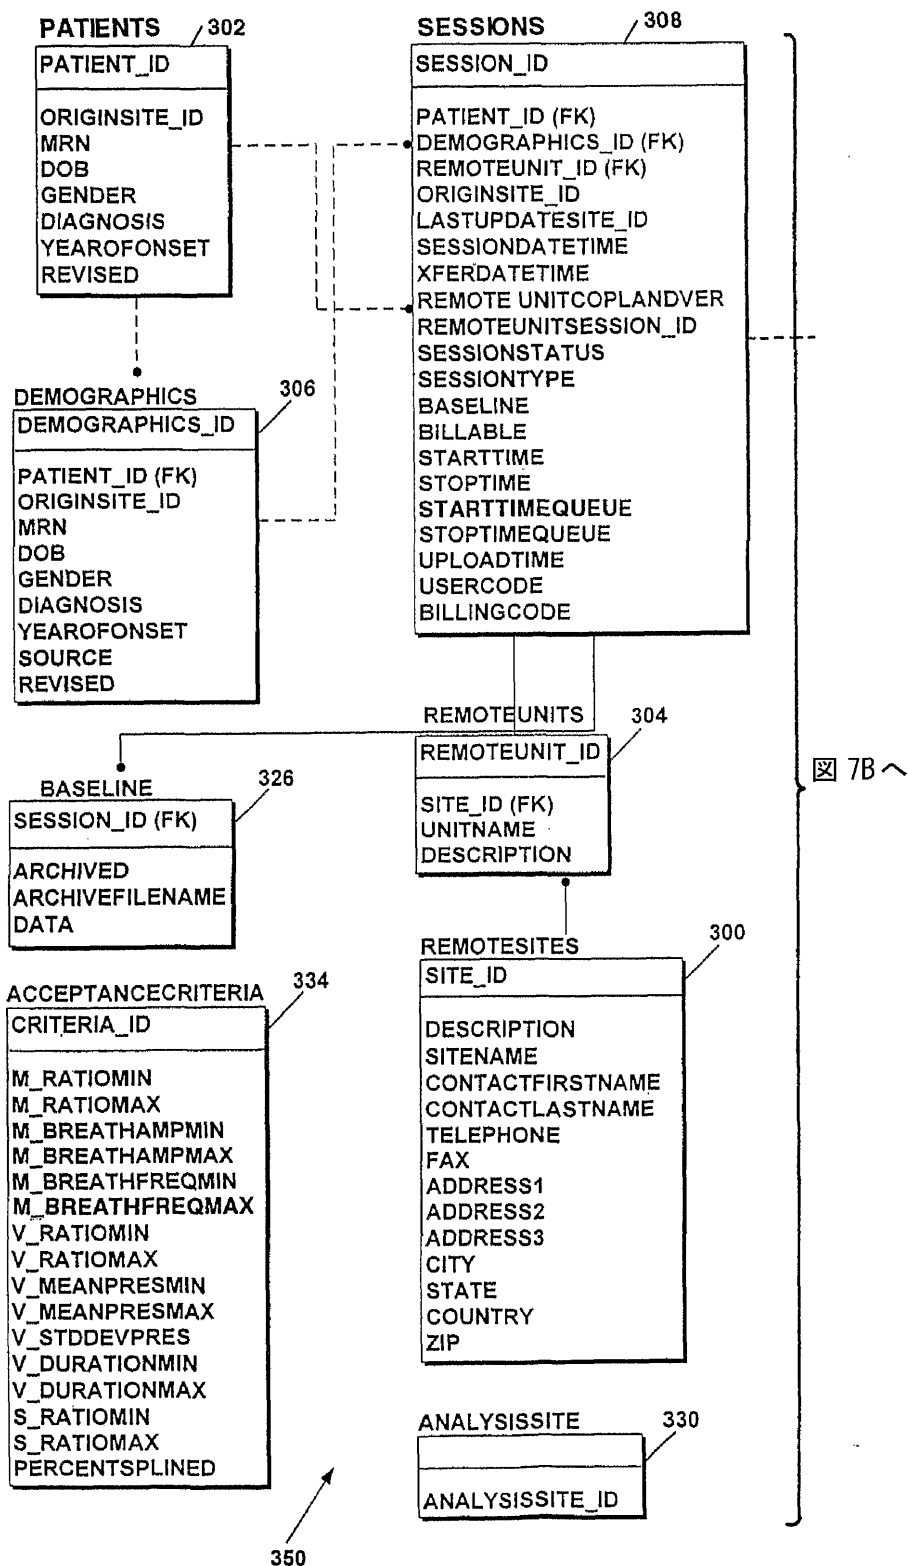 PATIENTS
302
PATIENT_ID
ORIGINSITE_ID
MRN
DOB
GENDER
DIAGNOSIS
YEAROFONSET
REVISED
SESSIONS
308
SESSION_ID
PATIENT_ID (FK)
DEMOGRAPHICS_ID (FK)
REMOTEUNIT_ID (FK)
ORIGINSITE_ID
LASTUPDATESITE_ID
SESSIONDATETIME
XFERDATETIME
REMOTE UNITCOPLANDVER
REMOTEUNITSESSION_ID
SESSIONSTATUS
SESSIONTYPE
BASELINE
BILLABLE
STARTTIME
STOPTIME
STARTTIMEQUEUE
STOPTIMEQUEUE
UPLOADTIME
USERCODE
BILLINGCODE
DEMOGRAPHICS
306
DEMOGRAPHICS_ID
PATIENT_ID (FK)
ORIGINSITE_ID
MRN
DOB
GENDER
DIAGNOSIS
YEAROFONSET
SOURCE
REVISED
REMOTEUNITS
304
REMOTEUNIT_ID
SITE_ID (FK)
UNITNAME
DESCRIPTION
図 7B へ
BASELINE
326
SESSION_ID (FK)
ARCHIVED
ARCHIVEFILENAME
DATA
REMOTESITES
300
SITE_ID
DESCRIPTION
SITENAME
CONTACTFIRSTNAME
CONTACTLASTNAME
TELEPHONE
FAX
ADDRESS1
ADDRESS2
ADDRESS3
CITY
STATE
COUNTRY
ZIP
ACCEPTANCECRITERIA
334
CRITERIA_ID
M_RATIOMIN
M_RATIOMAX
M_BREATHAMPMIN
M_BREATHAMPMAX
M_BREATHFREQMIN
M_BREATHFREQMAX
V_RATIOMIN
V_RATIOMAX
V_MEANPRESMIN
V_MEANPRESMAX
V_STDDEVPRES
V_DURATIONMIN
V_DURATIONMAX
S_RATIOMIN
S_RATIOMAX
PERCENTSPLINED
ANALYSISSITE
330
ANALYSISSITE_ID
350